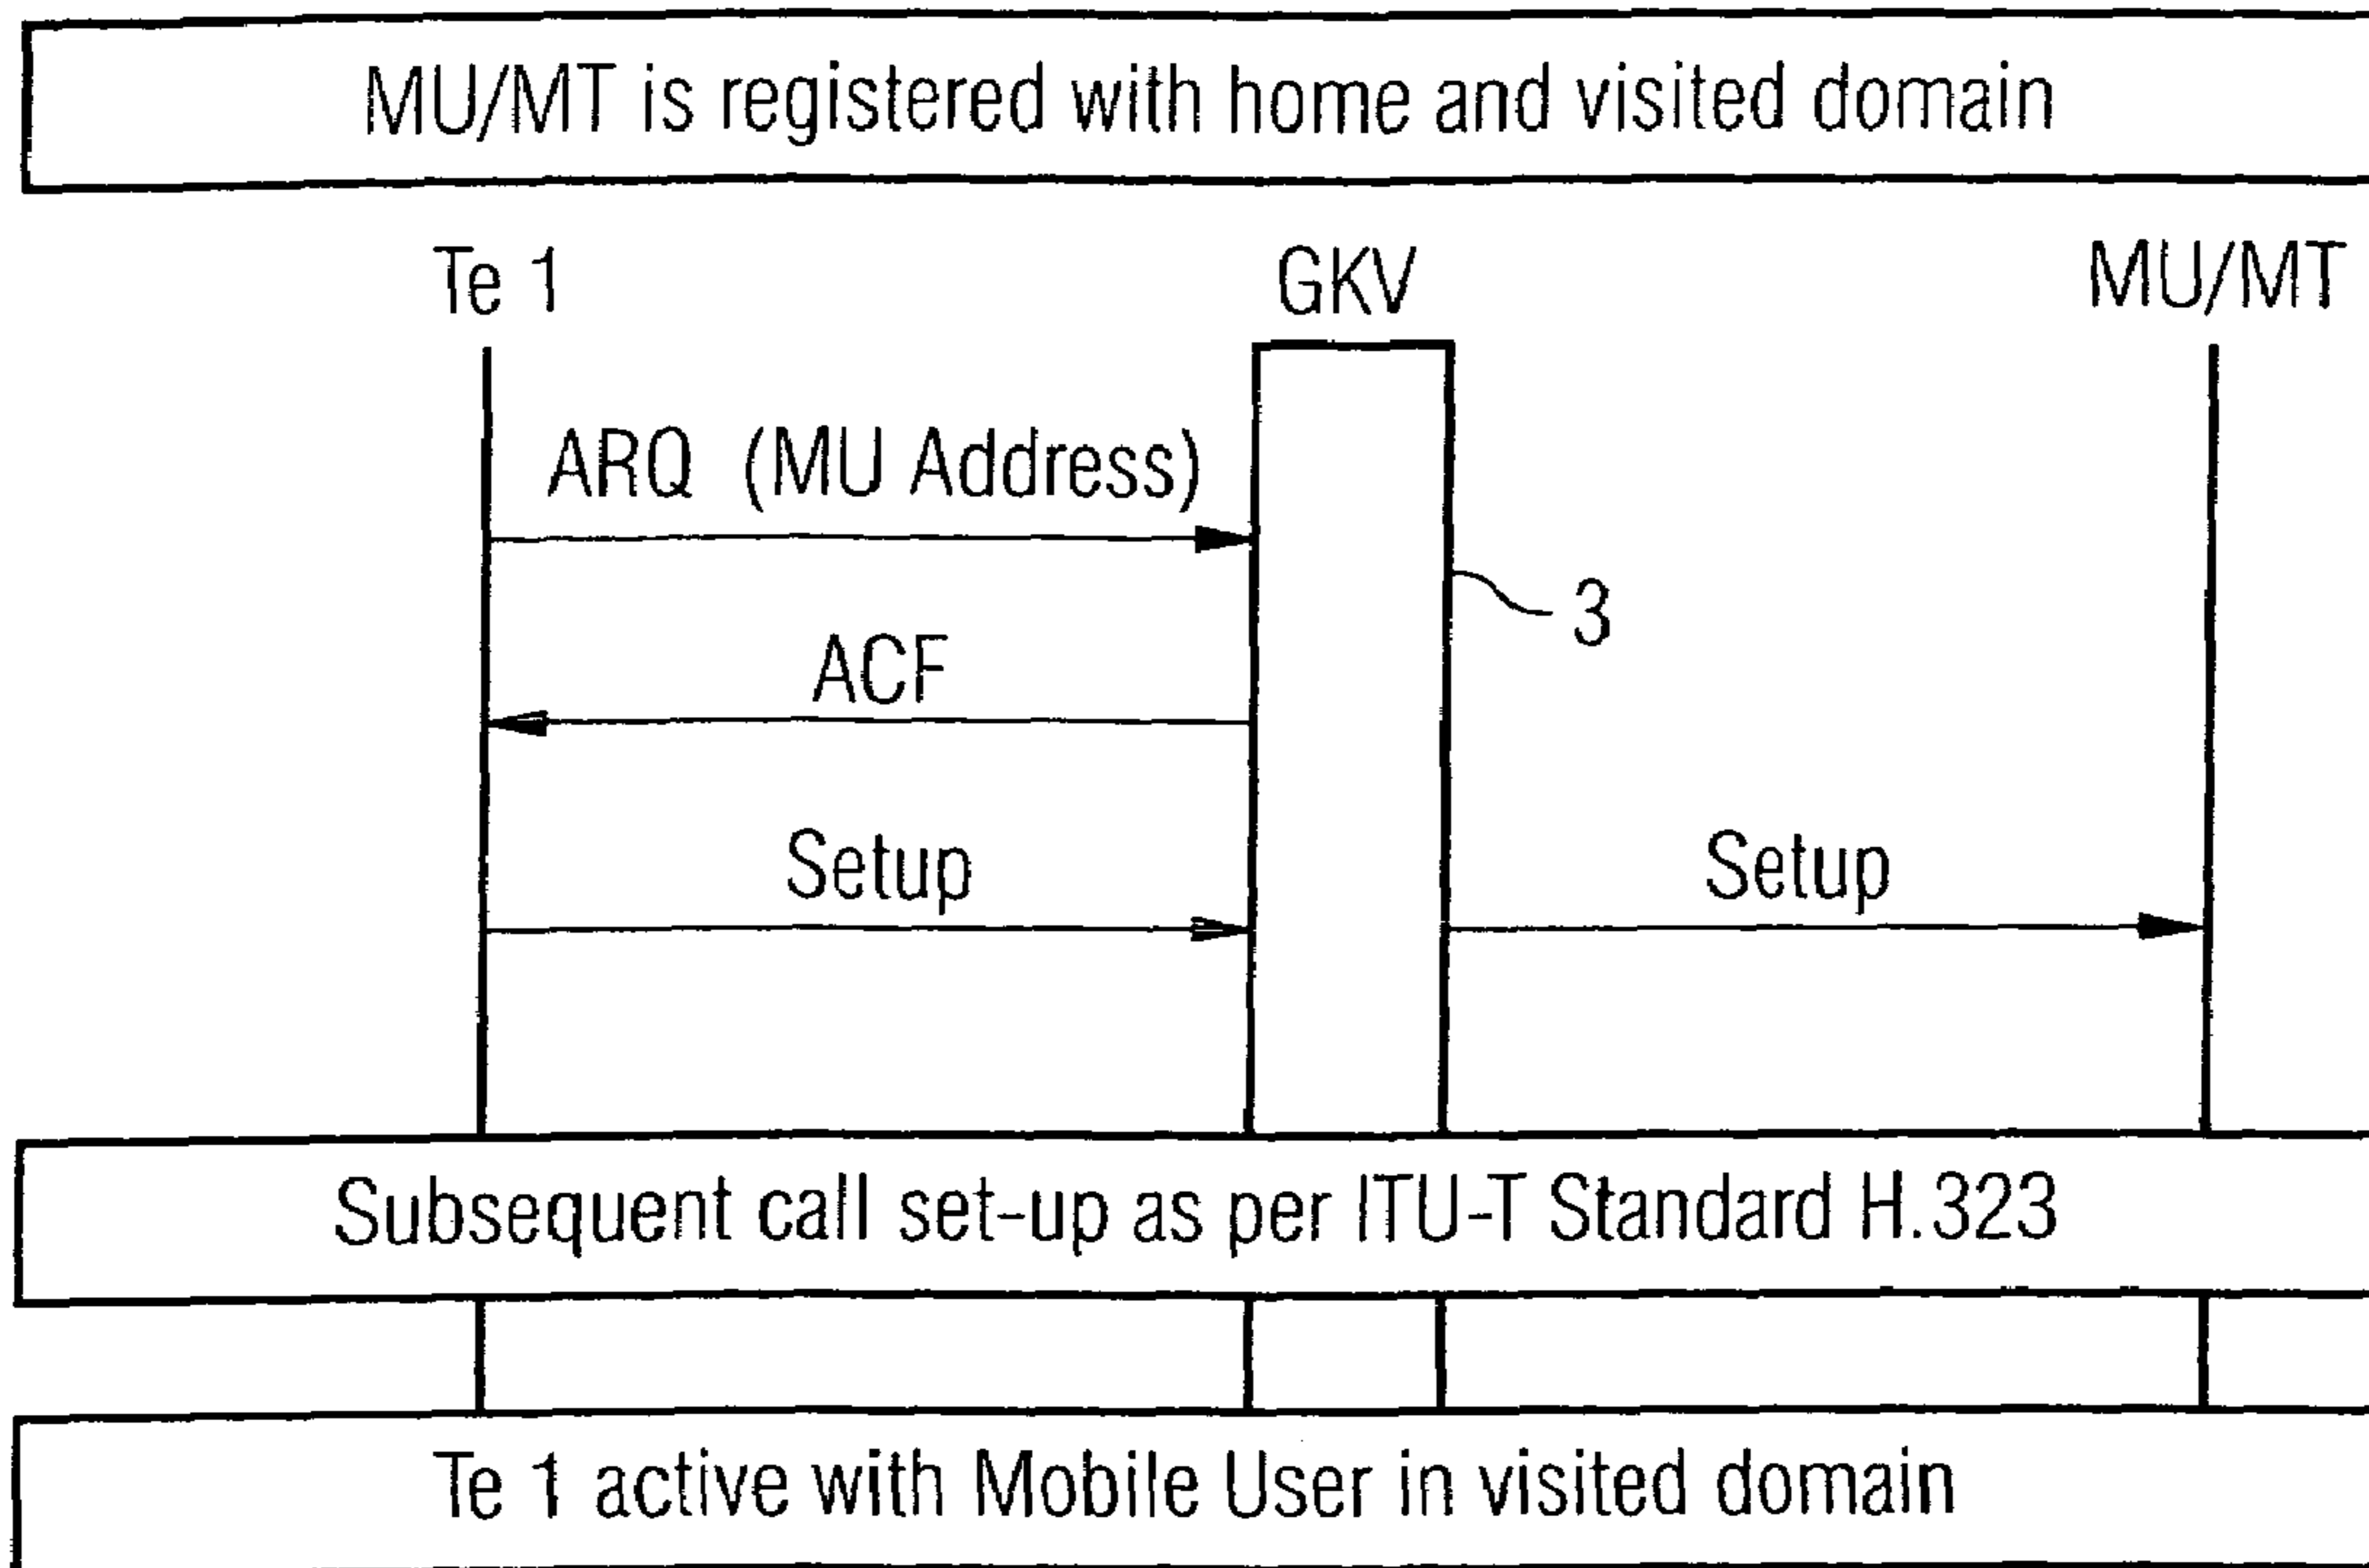 MU/MT is registered with home and visited domain
Te 1 GKV MU/MT
ARQ (MU Address)
3
ACF
Setup Setup
Subsequent call set-up as per ITU-T Standard H.323
Te 1 active with Mobile User in visited domain